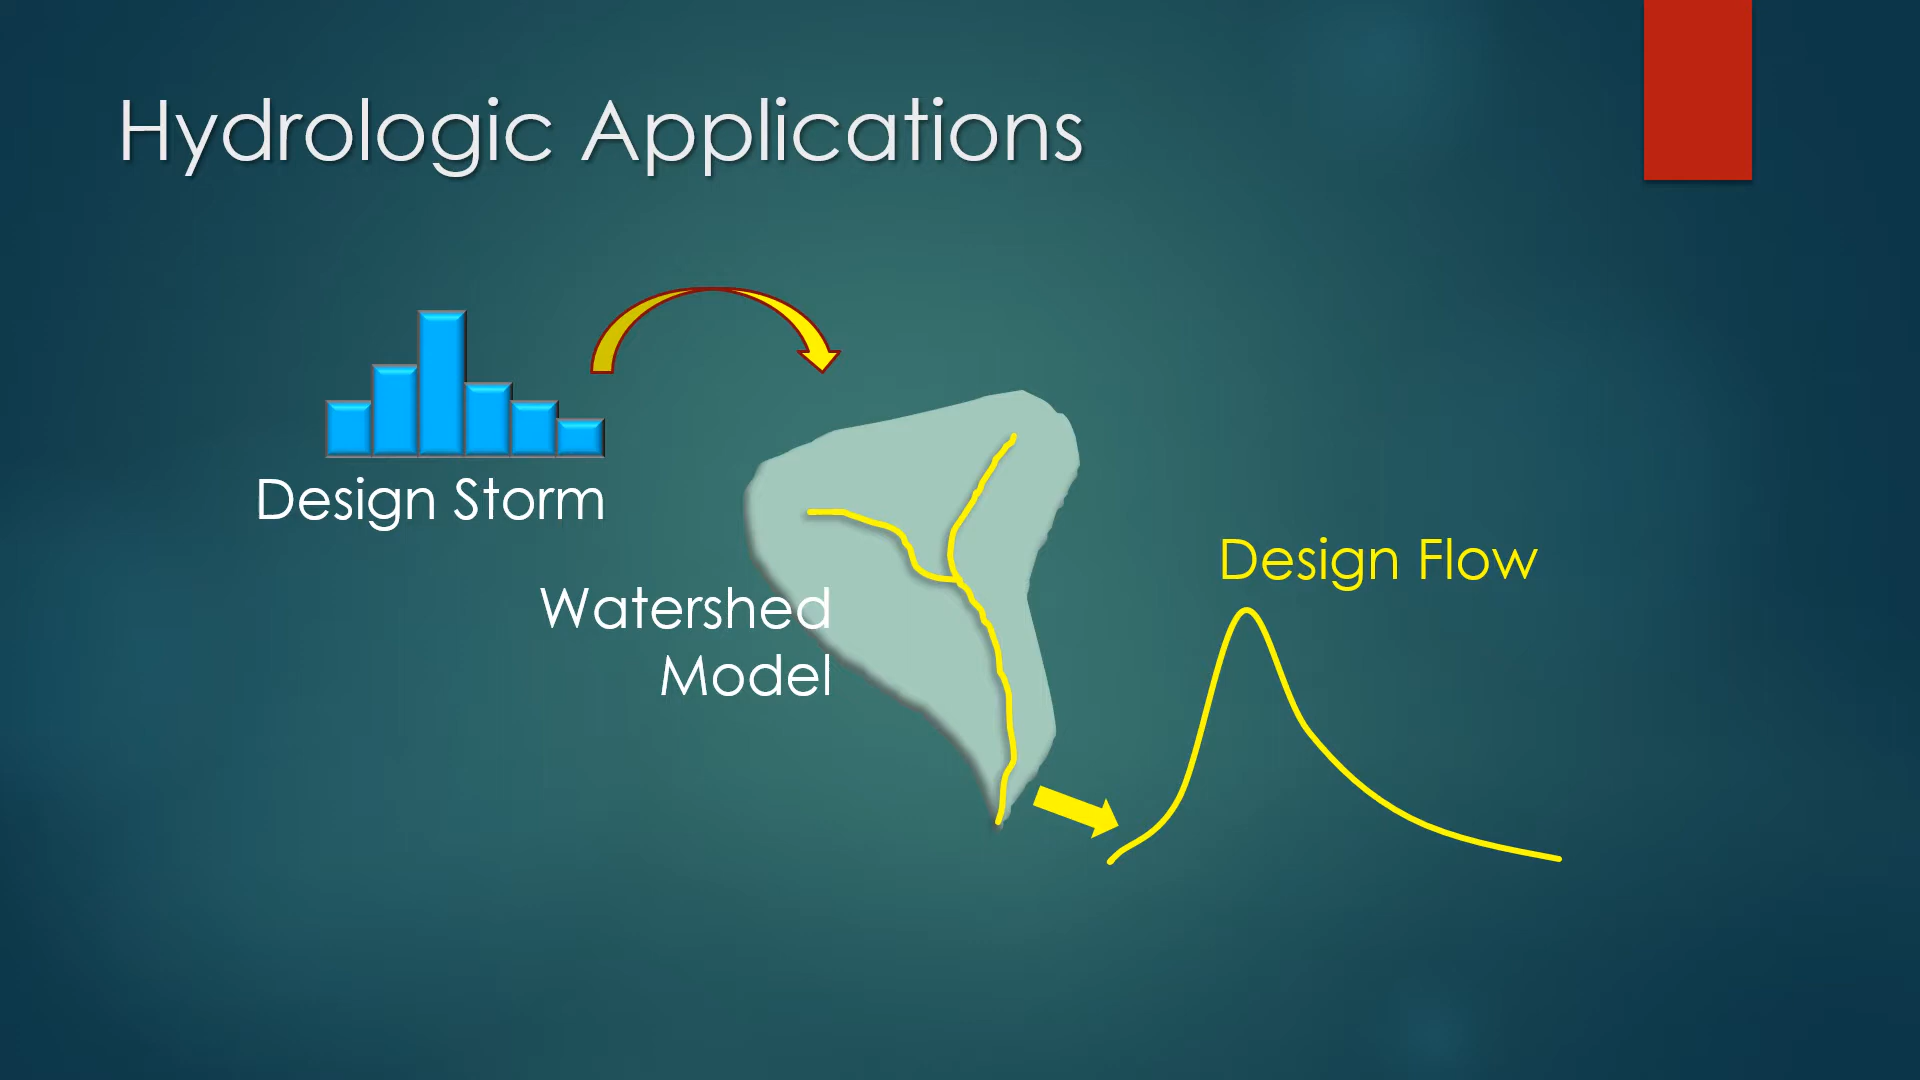 Hydrologic Applications
Design Storm
Watershed
Model
Design Flow